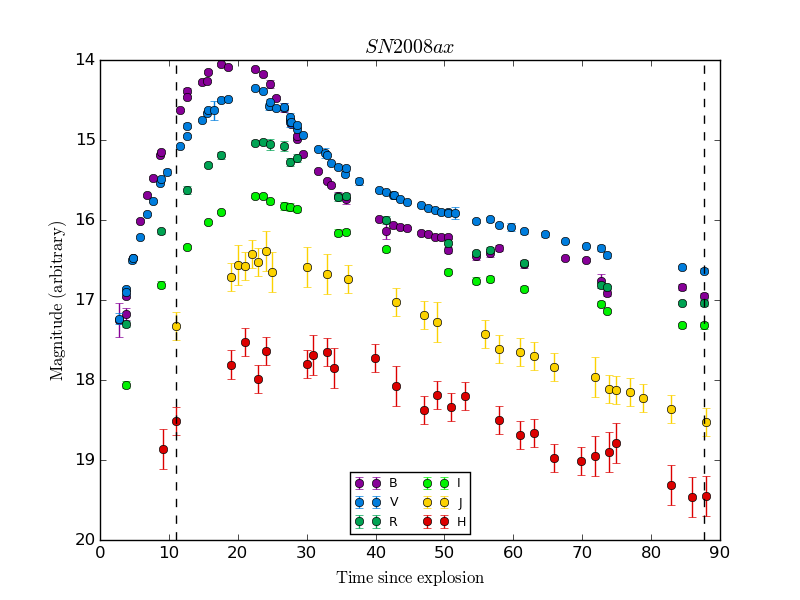 SN2008ax
Magnitude (arbitrary)
14
15
16
17
18
19
20
0 10 20 30 40 50 60 70 80 90
Time since explosion
B I
V J
R H